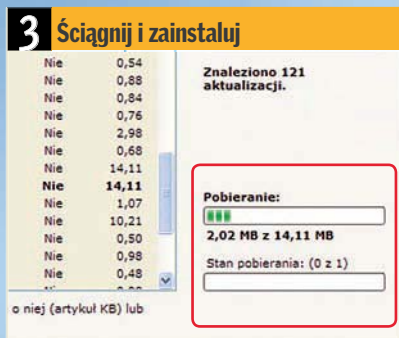 3 Ściągnij i zainstaluj
Nie 0,54
Nie 0,88
Nie 0,84
Nie 0,76
Nie 2,98
Nie 0,68
Nie 14,11
Nie 14,11
Nie 1,07
Nie 10,21
Nie 0,50
Nie 0,98
Nie 0,48
o niej (artykuł KB) lub
Znaleziono 121
aktualizacji.
Pobieranie:
2,02 MB z 14,11 MB
Stan pobierania: (0 z 1)